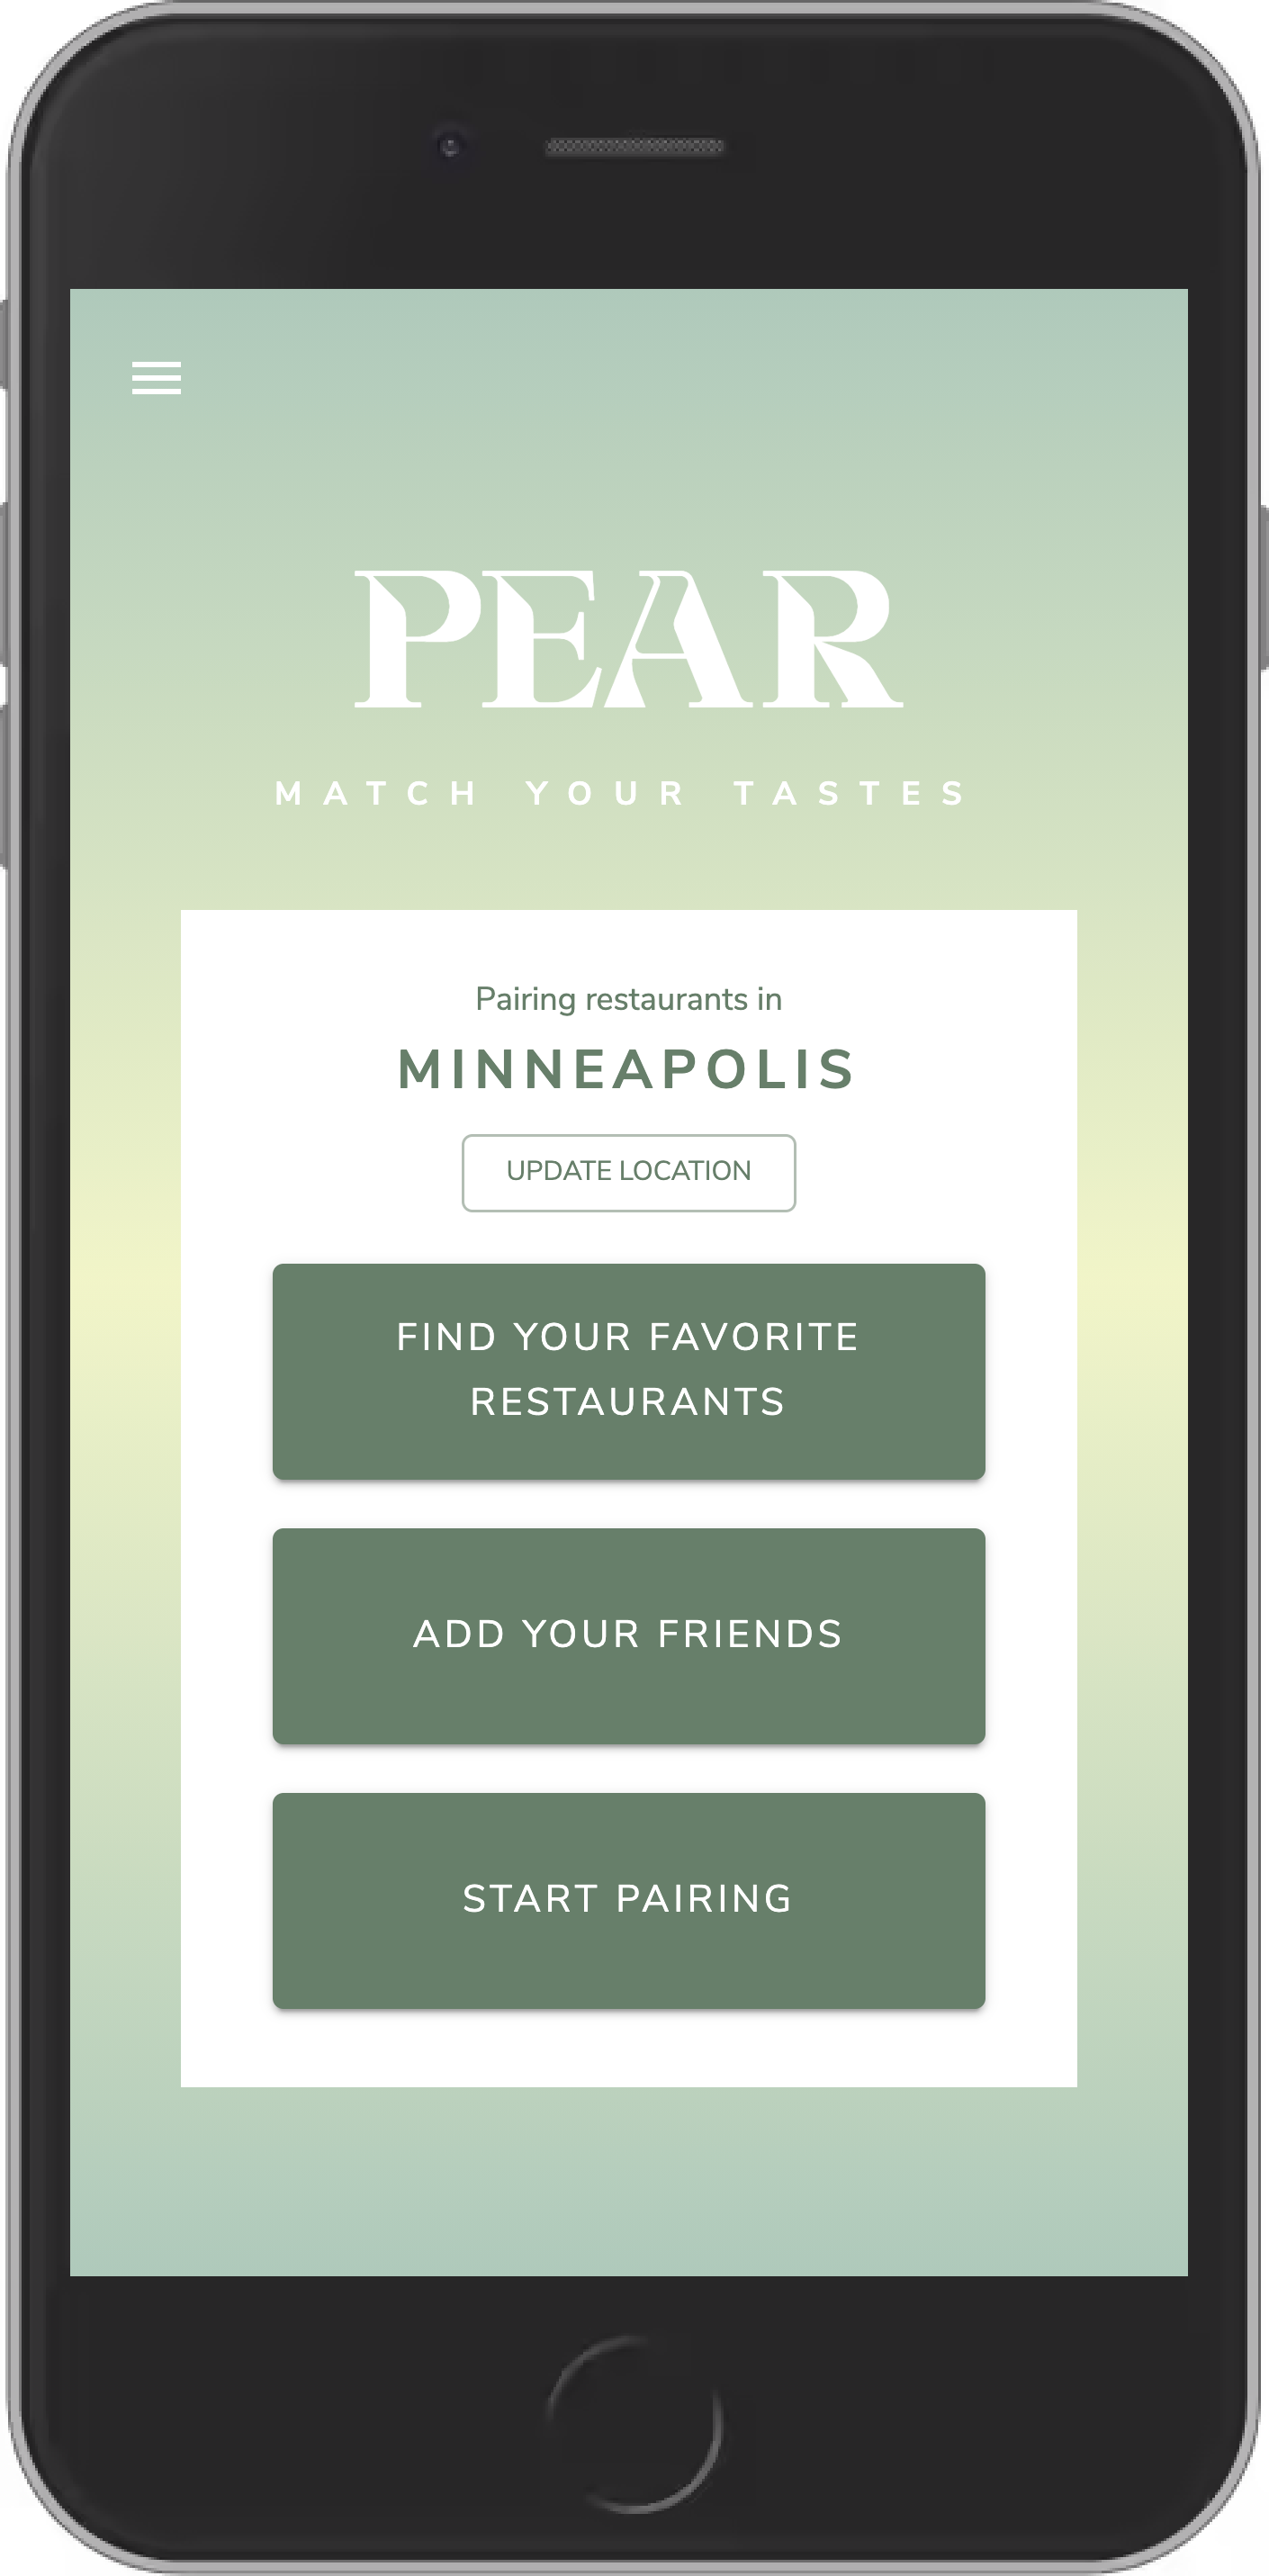 PEAR
MATCH YOUR TASTES
Pairing restaurants in
MINNEAPOLIS
UPDATE LOCATION
FIND YOUR FAVORITE
RESTAURANTS
ADD YOUR FRIENDS
START PAIRING